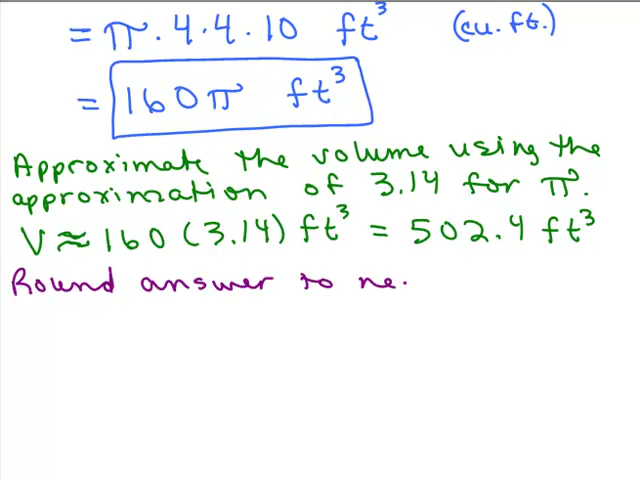 = π · 4 · 4 · 10 ft³ (cu. ft.)
= 160π ft³
Approximate the volume using the
approximation of 3.14 for π.
V ≈ 160 (3.14) ft³ = 502.4 ft³
Round answer to ne.